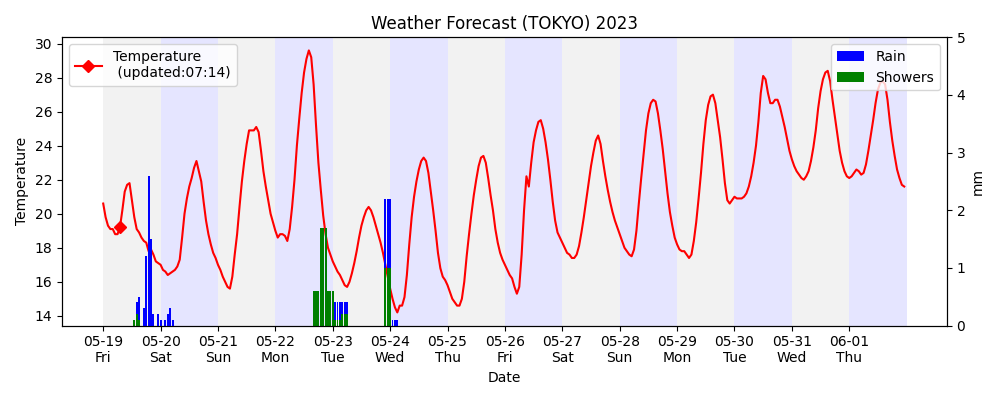 Weather Forecast (TOKYO) 2023
Temperature
(updated:07:14)
Rain
Showers
30
28
26
24
22
20
18
16
14
Temperature
5
4
3
2
1
0
mm
05-19 05-20 05-21 05-22 05-23 05-24 05-25 05-26 05-27 05-28 05-29 05-30 05-31 06-01
Fri Sat Sun Mon Tue Wed Thu Fri Sat Sun Mon Tue Wed Thu
Date